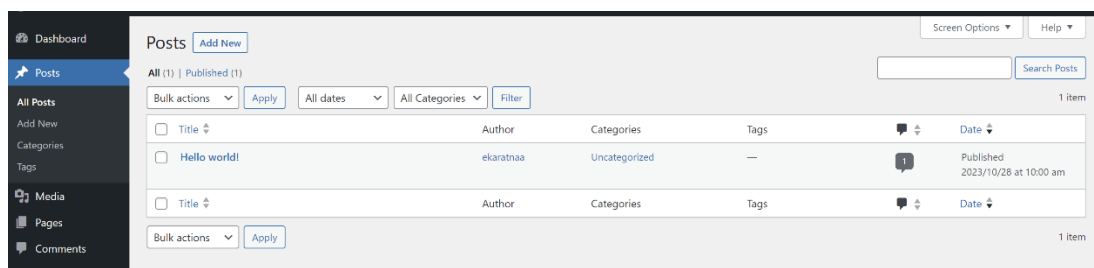 Dashboard
Posts
All Posts
Add New
Categories
Tags
Media
Pages
Comments
Screen Options ▼ Help ▼
Posts Add New
All (1) | Published (1)
Search Posts
Bulk actions Apply All dates All Categories Filter 1 item
Title Author Categories Tags Date
Hello world! ekaratnaa Uncategorized — 1 Published
2023/10/28 at 10:00 am
Title Author Categories Tags Date
Bulk actions Apply 1 item